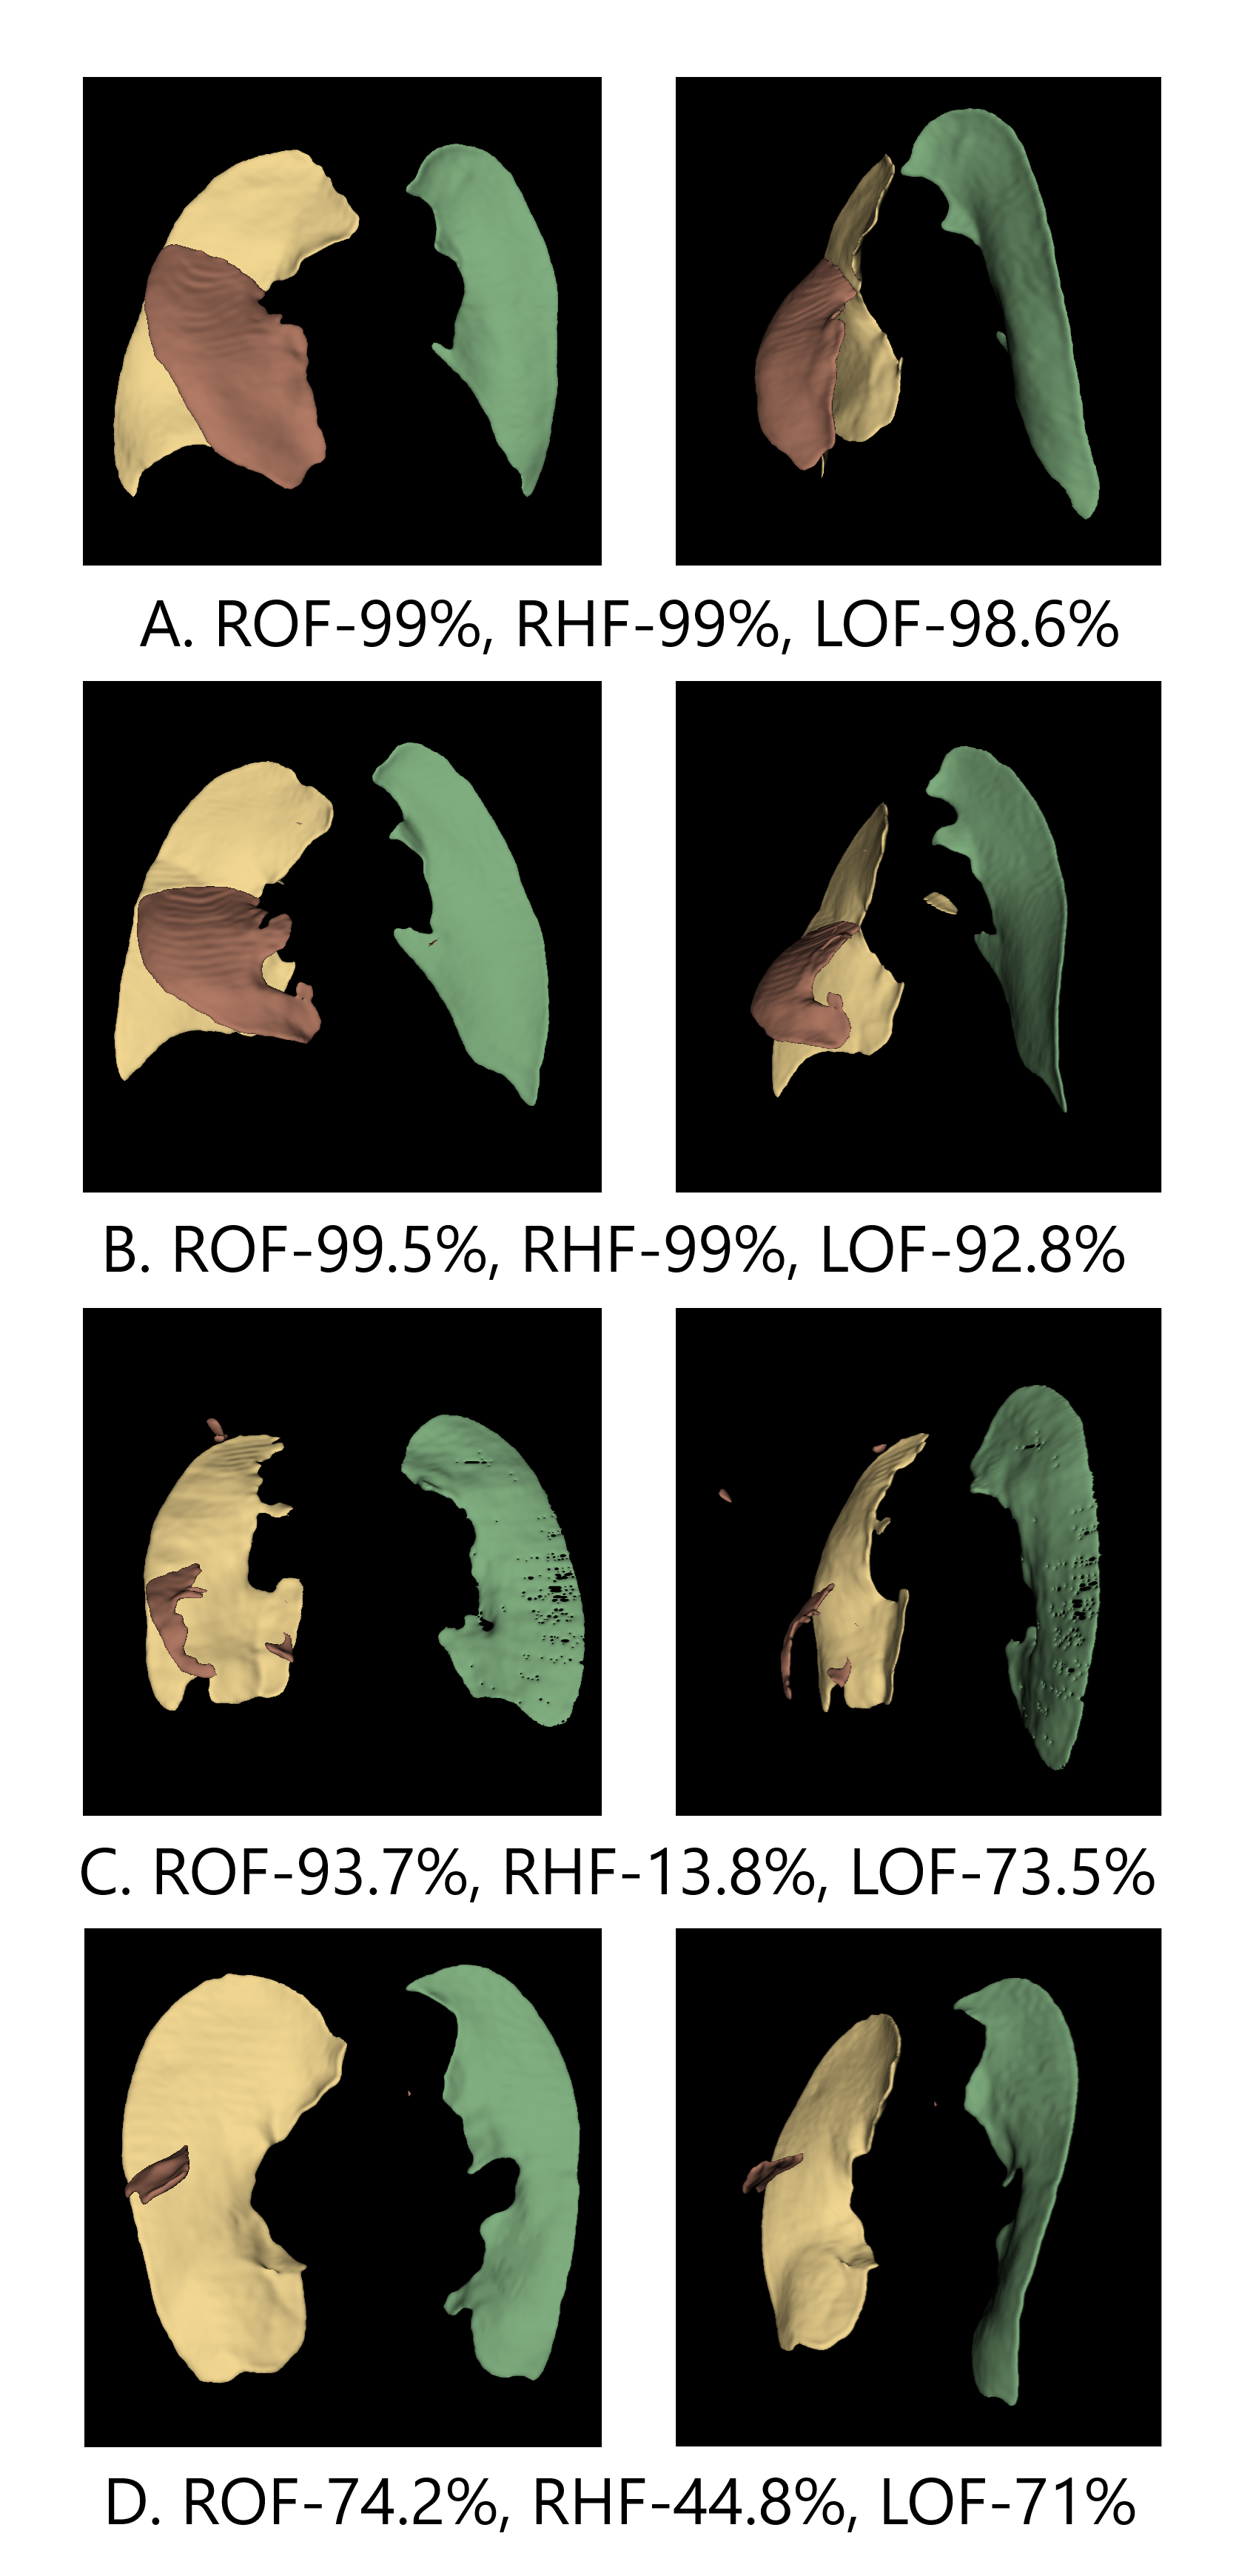 A. ROF-99%, RHF-99%, LOF-98.6%
B. ROF-99.5%, RHF-99%, LOF-92.8%
C. ROF-93.7%, RHF-13.8%, LOF-73.5%
D. ROF-74.2%, RHF-44.8%, LOF-71%